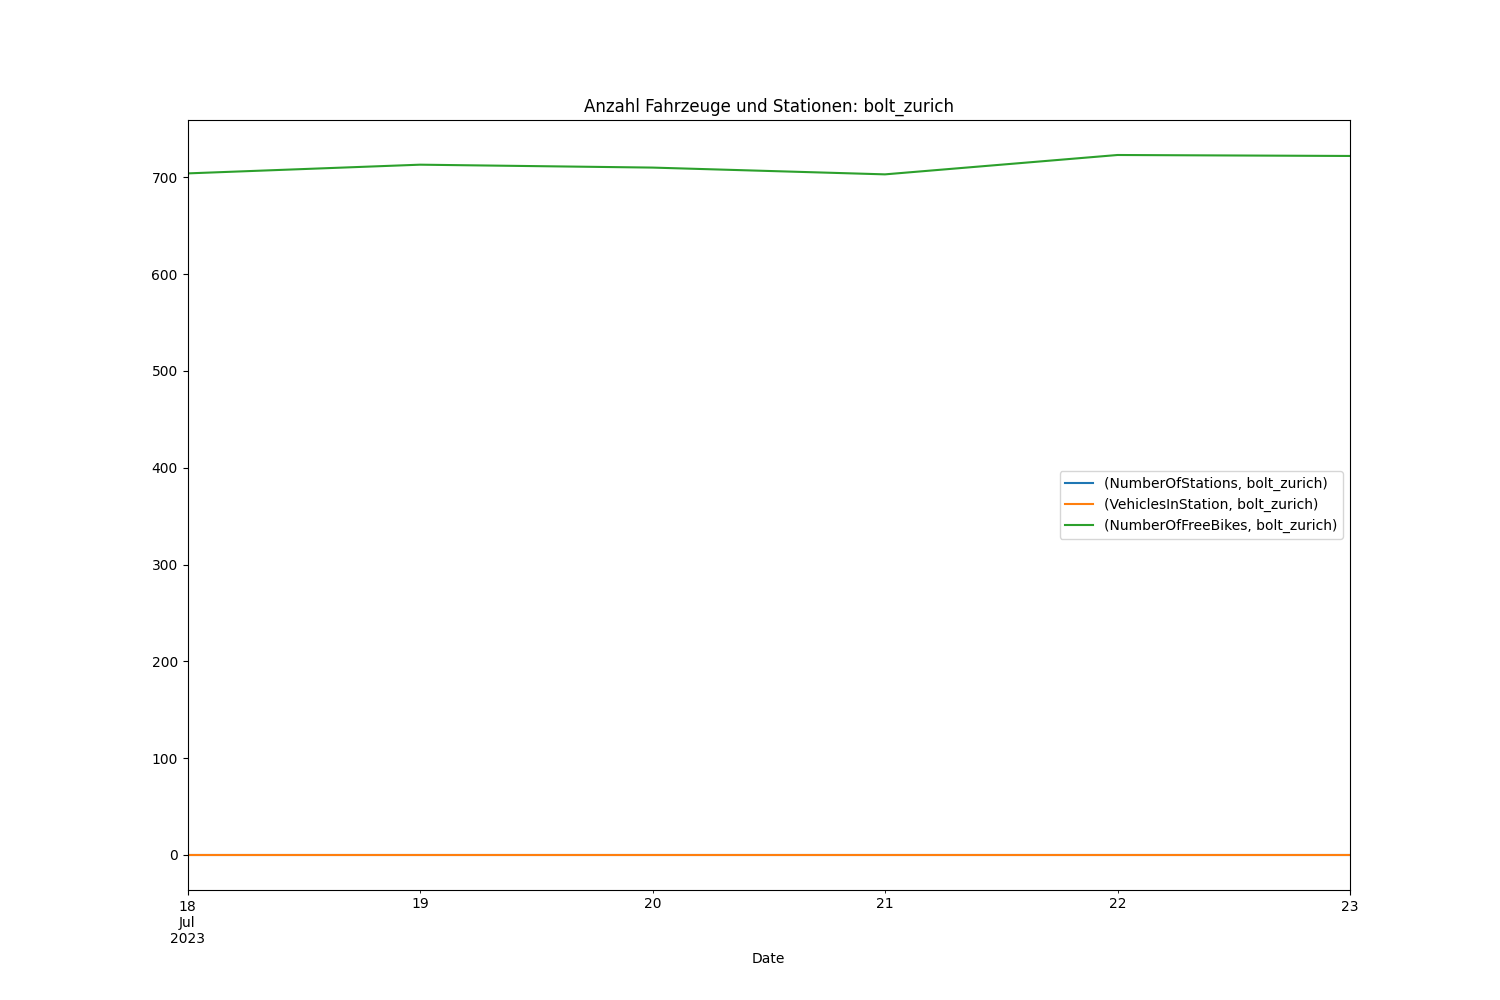 Anzahl Fahrzeuge und Stationen: bolt_zurich
700
600
500
400
300
200
100
0
(NumberOfStations, bolt_zurich)
(VehiclesInStation, bolt_zurich)
(NumberOfFreeBikes, bolt_zurich)
18 19 20 21 22 23
Jul
2023
Date